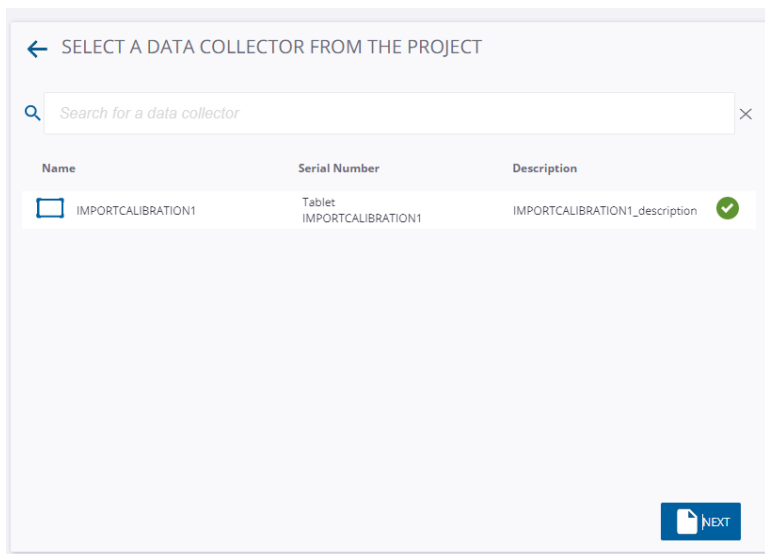 SELECT A DATA COLLECTOR FROM THE PROJECT
Search for a data collector
Name Serial Number Description
IMPORTCALIBRATION1 Tablet IMPORTCALIBRATION1_description
IMPORTCALIBRATION1
NEXT